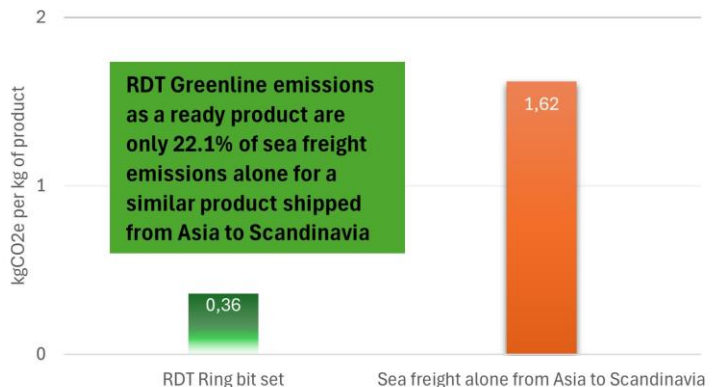 2
RDT Greenline emissions
as a ready product are
only 22.1% of sea freight
emissions alone for a
similar product shipped
from Asia to Scandinavia
1,62
kgCO2e per kg of product
1
0,36
0
RDT Ring bit set
Sea freight alone from Asia to Scandinavia